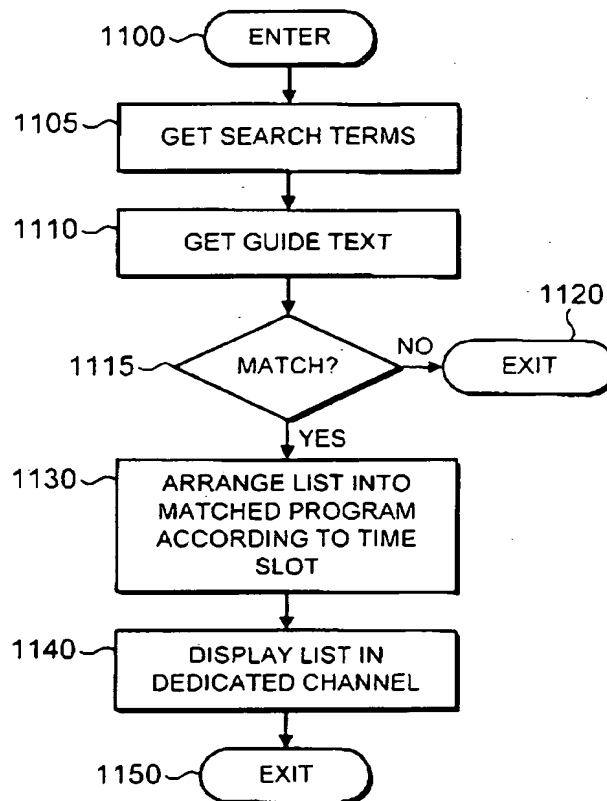 1100
ENTER
1105
GET SEARCH TERMS
1110
GET GUIDE TEXT
1115
MATCH?
NO
1120
EXIT
YES
1130
ARRANGE LIST INTO
MATCHED PROGRAM
ACCORDING TO TIME
SLOT
1140
DISPLAY LIST IN
DEDICATED CHANNEL
1150
EXIT